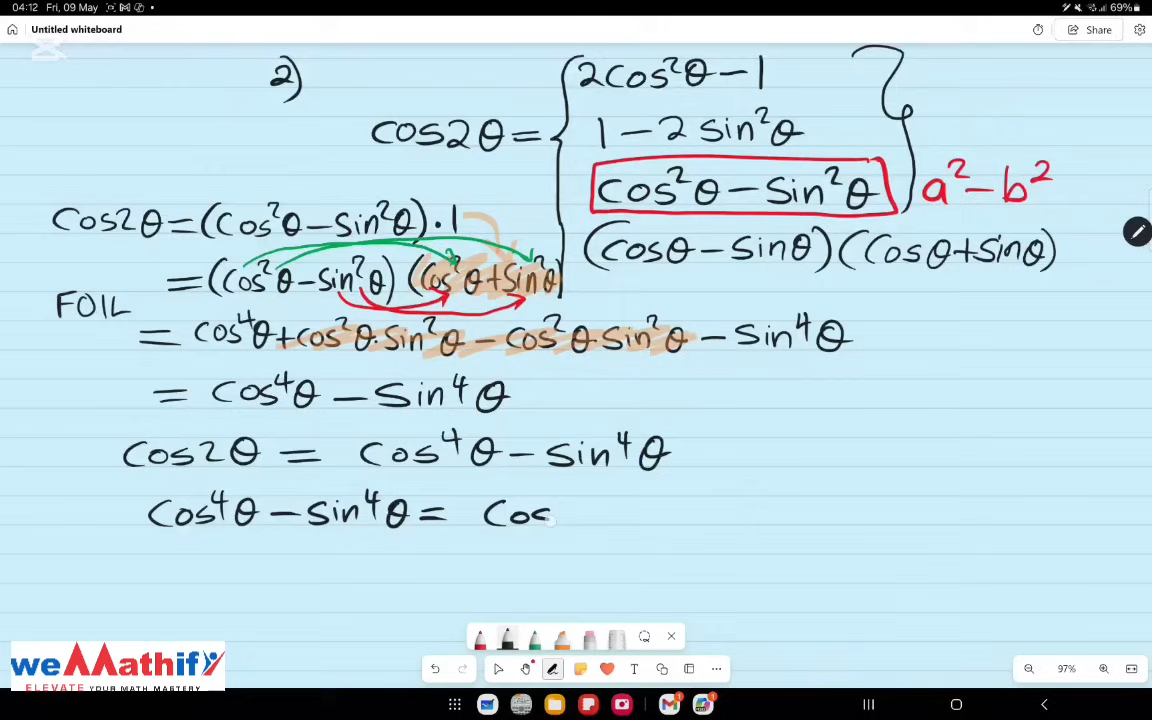 04:12 Fri, 09 May 69%
Untitled whiteboard Share
2)
cos2θ = { 2cos²θ – 1
1 – 2 sin²θ
cos²θ – sin²θ a² – b²
(cosθ – sinθ)(cosθ + sinθ)
cos2θ = (cos²θ – sin²θ) · 1
= (cos²θ – sin²θ) (cos²θ + sin²θ)
FOIL
= cos⁴θ + cos²θ·sin²θ – cos²θ·sin²θ – sin⁴θ
= cos⁴θ – sin⁴θ
cos2θ = cos⁴θ – sin⁴θ
cos⁴θ – sin⁴θ = cos
weMathify
ELEVATE YOUR MATH MASTERY
97%